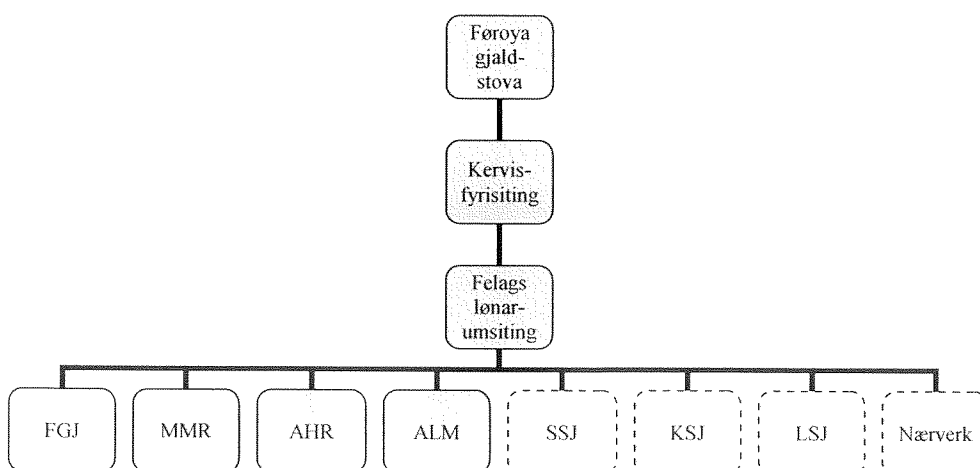 Føroya
gjald-
stova
Kervis-
fyrisiting
Felags
lønar-
umsiting
FGJ
MMR
AHR
ALM
SSJ
KSJ
LSJ
Nærverk